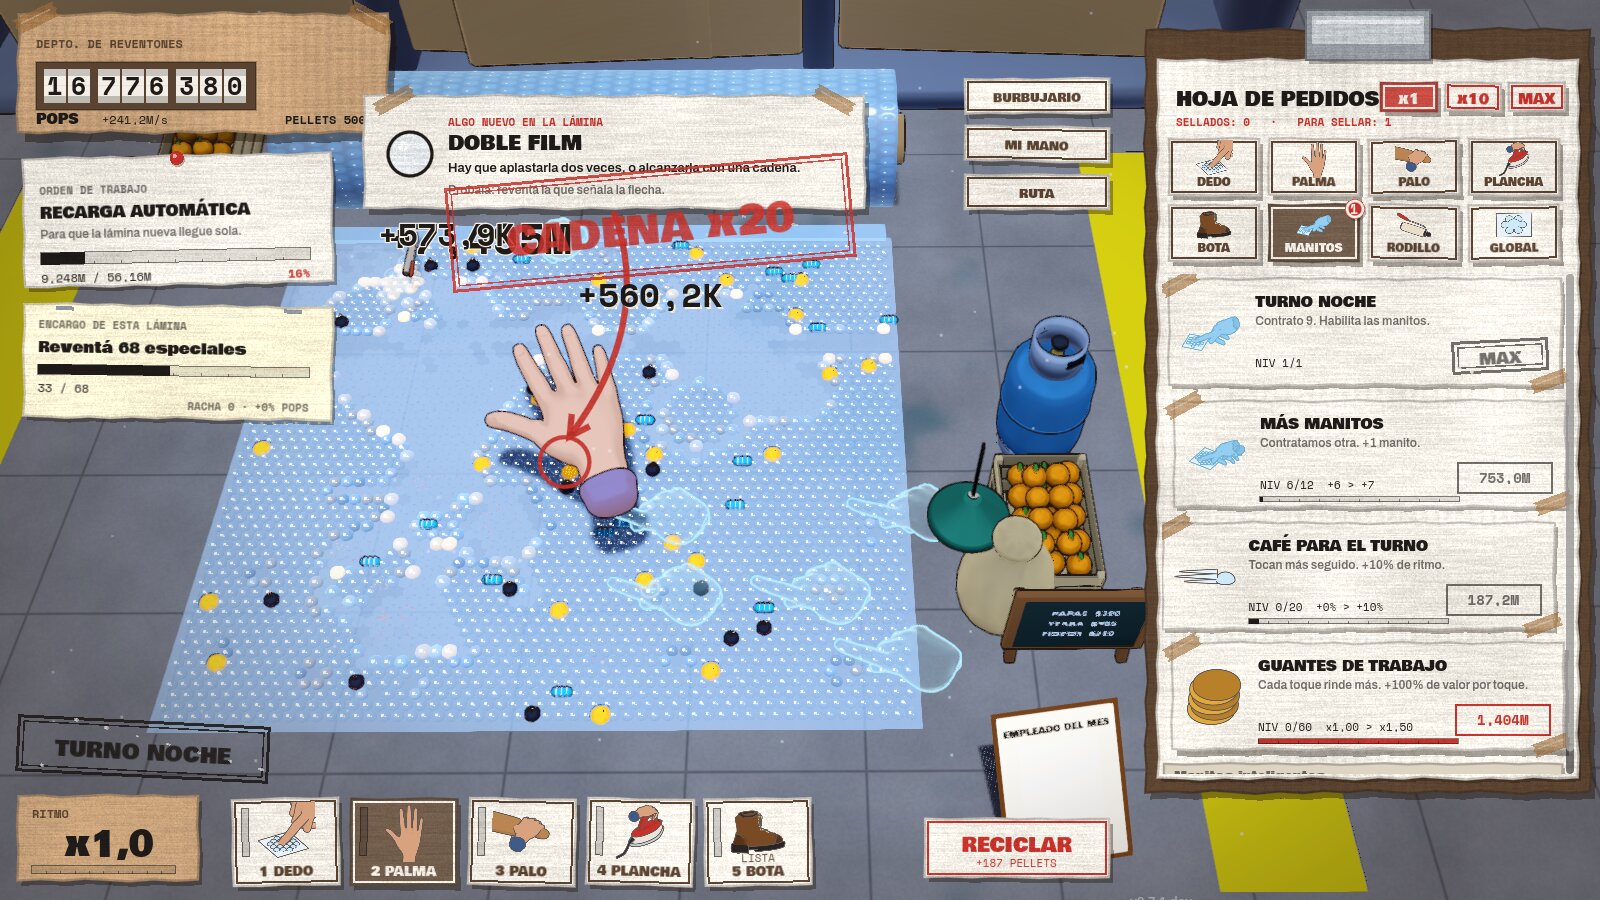 DEPTO. DE REVENTONES
16 776 380
POPS +241,2M/s PELLETS 500
ORDEN DE TRABAJO
RECARGA AUTOMÁTICA
Para que la lámina nueva llegue sola.
9,248M / 56,16M 16%
ENCARGO DE ESTA LÁMINA
Reventá 68 especiales
33 / 68
RACHA 0 · +0% POPS
ALGO NUEVO EN LA LÁMINA
DOBLE FILM
Hay que aplastarla dos veces, o alcanzarla con una cadena.
Probala: reventá la que señala la flecha.
CADENA x20
+573,9K
+560,2K
BURBUJARIO
MI MANO
RUTA
HOJA DE PEDIDOS x1 x10 MAX
SELLADOS: 0 · PARA SELLAR: 1
DEDO PALMA PALO PLANCHA
BOTA MANITOS 1 RODILLO GLOBAL
TURNO NOCHE
Contrato 9. Habilita las manitos.
NIV 1/1 MAX
MÁS MANITOS
Contratamos otra. +1 manito.
NIV 6/12 +6 > +7 753,0M
CAFÉ PARA EL TURNO
Tocan más seguido. +10% de ritmo.
NIV 0/20 +0% > +10% 187,2M
GUANTES DE TRABAJO
Cada toque rinde más. +100% de valor por toque.
NIV 0/60 x1,00 > x1,50 1,404M
EMPLEADO DEL MES
TURNO NOCHE
RITMO
x1,0
1 DEDO
2 PALMA
3 PALO
4 PLANCHA
LISTA
5 BOTA
RECICLAR
+187 PELLETS